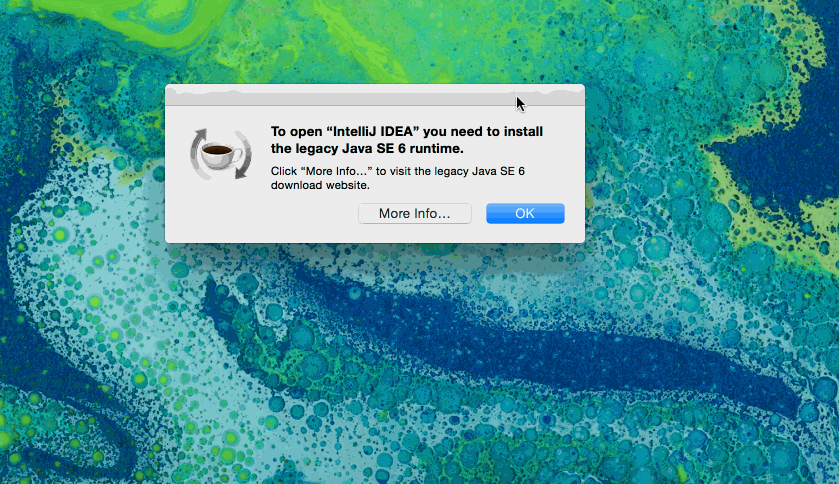 To open “IntelliJ IDEA” you need to install
the legacy Java SE 6 runtime.
Click “More Info…” to visit the legacy Java SE 6
download website.
More Info…
OK